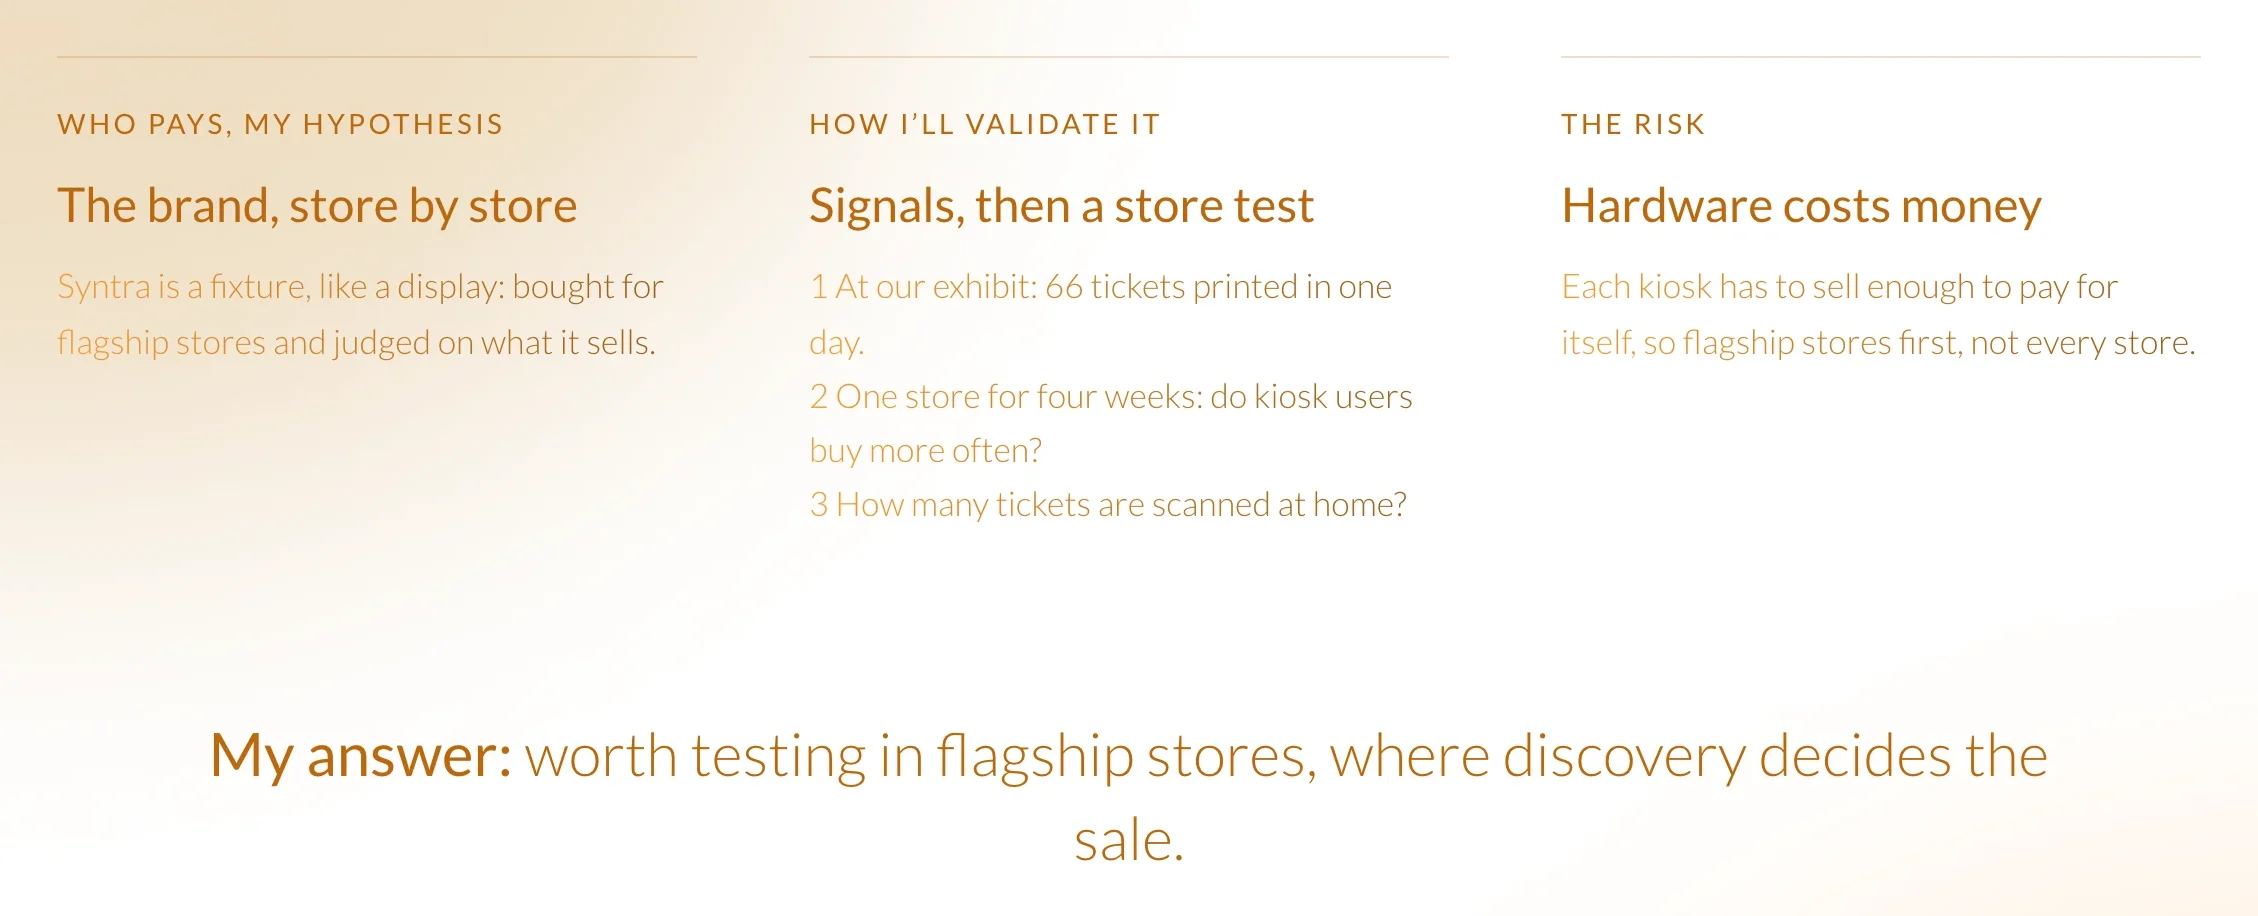 WHO PAYS, MY HYPOTHESIS
The brand, store by store
Syntra is a fixture, like a display: bought for
flagship stores and judged on what it sells.
HOW I’LL VALIDATE IT
Signals, then a store test
1 At our exhibit: 66 tickets printed in one
day.
2 One store for four weeks: do kiosk users
buy more often?
3 How many tickets are scanned at home?
THE RISK
Hardware costs money
Each kiosk has to sell enough to pay for
itself, so flagship stores first, not every store.
My answer: worth testing in flagship stores, where discovery decides the
sale.